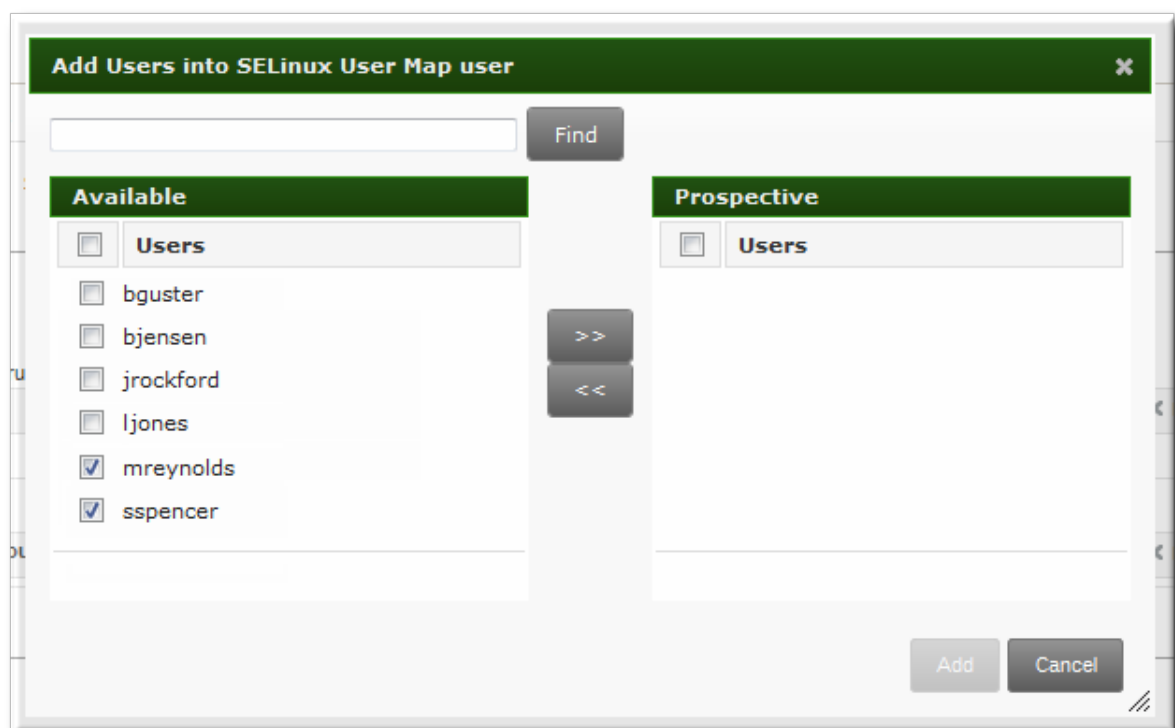 Add Users into SELinux User Map user
Find
Available
Prospective
Users
Users
bguster
bjensen
>>
jrockford
<<
ljones
mreynolds
sspencer
Add
Cancel